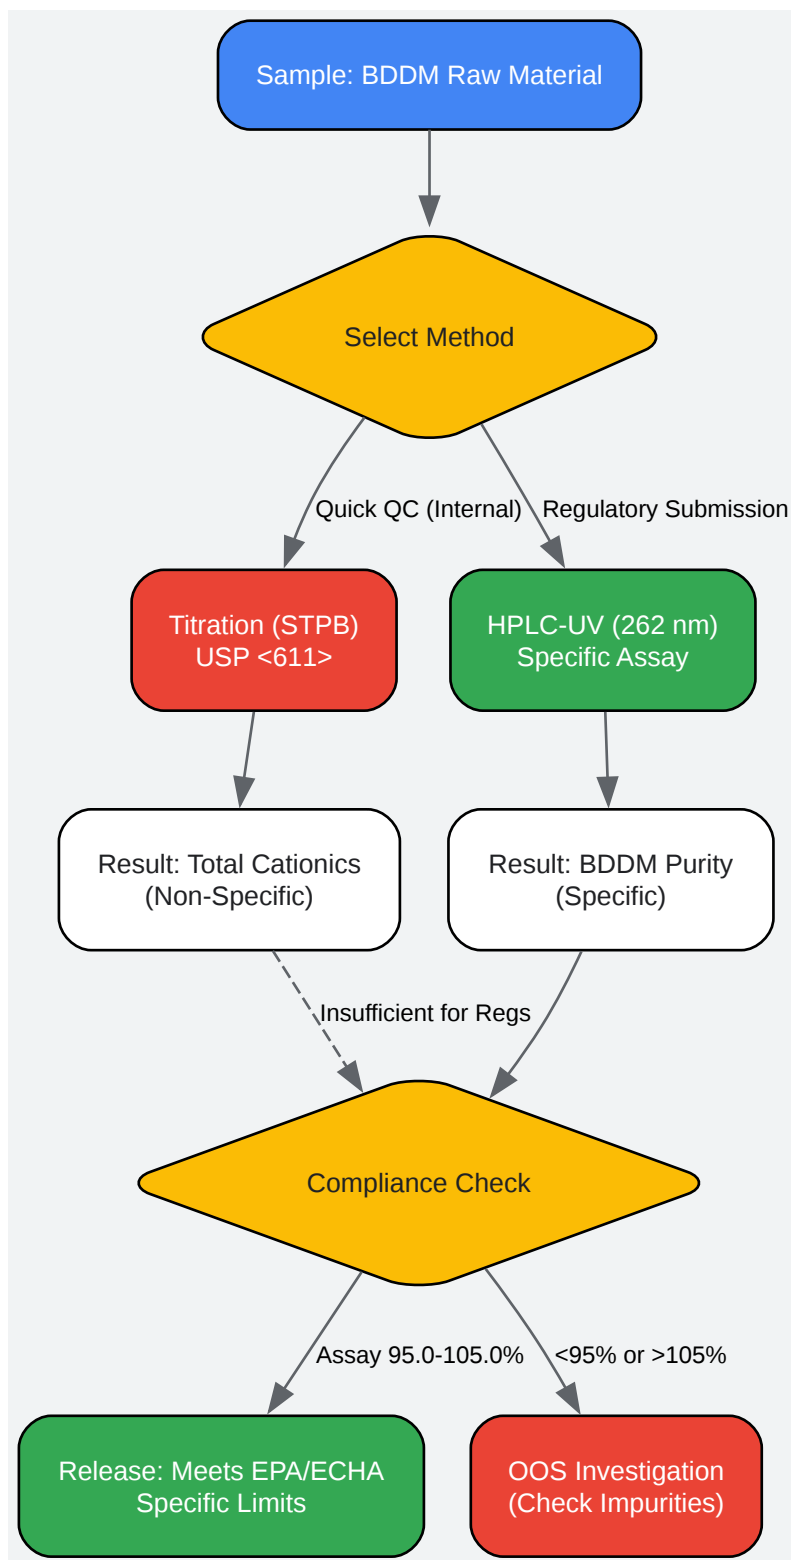 Sample: BDDM Raw Material
Select Method
Quick QC (Internal)
Regulatory Submission
Titration (STPB)
USP <611>
HPLC-UV (262 nm)
Specific Assay
Result: Total Cationics
(Non-Specific)
Result: BDDM Purity
(Specific)
Insufficient for Regs
Compliance Check
Assay 95.0-105.0%
<95% or >105%
Release: Meets EPA/ECHA
Specific Limits
OOS Investigation
(Check Impurities)